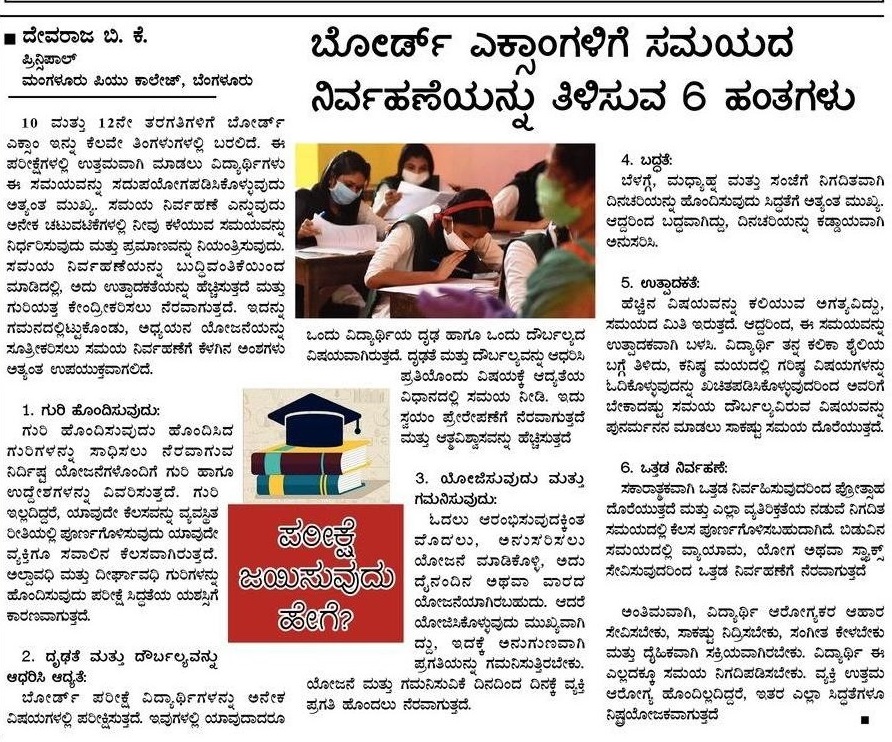 ದೇವರಾಜ ಬಿ. ಕೆ.
ಪ್ರಿನ್ಸಿಪಾಲ್
ಮಂಗಳೂರು ಪಿಯು ಕಾಲೇಜ್, ಬೆಂಗಳೂರು
ಬೋರ್ಡ್ ಎಕ್ಸಾಂಗಳಿಗೆ ಸಮಯದ
ನಿರ್ವಹಣೆಯನ್ನು ತಿಳಿಸುವ 6 ಹಂತಗಳು
10 ಮತ್ತು 12ನೇ ತರಗತಿಗಳಿಗೆ ಬೋರ್ಡ್
ಎಕ್ಸಾಂ ಇನ್ನು ಕೆಲವೇ ತಿಂಗಳುಗಳಲ್ಲಿ ಬರಲಿದೆ. ಈ
ಪರೀಕ್ಷೆಗಳಲ್ಲಿ ಉತ್ತಮವಾಗಿ ಮಾಡಲು ವಿದ್ಯಾರ್ಥಿಗಳು
ಈ ಸಮಯವನ್ನು ಸದುಪಯೋಗಪಡಿಸಿಕೊಳ್ಳುವುದು
ಅತ್ಯಂತ ಮುಖ್ಯ. ಸಮಯ ನಿರ್ವಹಣೆ ಎನ್ನುವುದು
ಅನೇಕ ಚಟುವಟಿಕೆಗಳಲ್ಲಿ ನೀವು ಕಳೆಯುವ ಸಮಯವನ್ನು
ನಿರ್ಧರಿಸುವುದು ಮತ್ತು ಪ್ರಮಾಣವನ್ನು ನಿಯಂತ್ರಿಸುವುದು.
ಸಮಯ ನಿರ್ವಹಣೆಯನ್ನು ಬುದ್ಧಿವಂತಿಕೆಯಿಂದ
ಮಾಡಿದಲ್ಲಿ, ಅದು ಉತ್ಪಾದಕತೆಯನ್ನು ಹೆಚ್ಚಿಸುತ್ತದೆ ಮತ್ತು
ಗುರಿಯತ್ತ ಕೇಂದ್ರೀಕರಿಸಲು ನೆರವಾಗುತ್ತದೆ. ಇದನ್ನು
ಗಮನದಲ್ಲಿಟ್ಟುಕೊಂಡು, ಅಧ್ಯಯನ ಯೋಜನೆಯನ್ನು
ಸೂತ್ರೀಕರಿಸಲು ಸಮಯ ನಿರ್ವಹಣೆಗೆ ಕೆಳಗಿನ ಅಂಶಗಳು
ಅತ್ಯಂತ ಉಪಯುಕ್ತವಾಗಲಿದೆ.
1. ಗುರಿ ಹೊಂದಿಸುವುದು:
ಗುರಿ ಹೊಂದಿಸುವುದು ಹೊಂದಿಸಿದ
ಗುರಿಗಳನ್ನು ಸಾಧಿಸಲು ನೆರವಾಗುವ
ನಿರ್ದಿಷ್ಟ ಯೋಜನೆಗಳೊಂದಿಗೆ ಗುರಿ ಹಾಗೂ
ಉದ್ದೇಶಗಳನ್ನು ವಿವರಿಸುತ್ತದೆ. ಗುರಿ
ಇಲ್ಲದಿದ್ದರೆ, ಯಾವುದೇ ಕೆಲಸವನ್ನು ವ್ಯವಸ್ಥಿತ
ರೀತಿಯಲ್ಲಿ ಪೂರ್ಣಗೊಳಿಸುವುದು ಯಾವುದೇ
ವ್ಯಕ್ತಿಗೂ ಸವಾಲಿನ ಕೆಲಸವಾಗಿರುತ್ತದೆ.
ಅಲ್ಪಾವಧಿ ಮತ್ತು ದೀರ್ಘಾವಧಿ ಗುರಿಗಳನ್ನು
ಹೊಂದಿಸುವುದು ಪರೀಕ್ಷೆ ಸಿದ್ಧತೆಯ ಯಶಸ್ಸಿಗೆ
ಕಾರಣವಾಗುತ್ತದೆ.
2. ದೃಢತೆ ಮತ್ತು ದೌರ್ಬಲ್ಯವನ್ನು
ಆಧರಿಸಿ ಆದ್ಯತೆ:
ಬೋರ್ಡ್ ಪರೀಕ್ಷೆ ವಿದ್ಯಾರ್ಥಿಗಳನ್ನು ಅನೇಕ
ವಿಷಯಗಳಲ್ಲಿ ಪರೀಕ್ಷಿಸುತ್ತದೆ. ಇವುಗಳಲ್ಲಿ ಯಾವುದಾದರೂ
ಒಂದು ವಿದ್ಯಾರ್ಥಿಯ ದೃಢ ಹಾಗೂ ಒಂದು ದೌರ್ಬಲ್ಯದ
ವಿಷಯವಾಗಿರುತ್ತದೆ. ದೃಢತೆ ಮತ್ತು ದೌರ್ಬಲ್ಯವನ್ನು ಆಧರಿಸಿ
ಪ್ರತಿಯೊಂದು ವಿಷಯಕ್ಕೆ ಆದ್ಯತೆಯ
ವಿಧಾನದಲ್ಲಿ ಸಮಯ ನೀಡಿ. ಇದು
ಸ್ವಯಂ ಪ್ರೇರೇಪಣೆಗೆ ನೆರವಾಗುತ್ತದೆ
ಮತ್ತು ಆತ್ಮವಿಶ್ವಾಸವನ್ನು ಹೆಚ್ಚಿಸುತ್ತದೆ
ಪರೀಕ್ಷೆ
ಜಯಿಸುವುದು
ಹೇಗೆ?
3. ಯೋಜಿಸುವುದು ಮತ್ತು
ಗಮನಿಸುವುದು:
ಓದಲು ಆರಂಭಿಸುವುದಕ್ಕಿಂತ
ಮೊದಲು, ಅನುಸರಿಸಲು
ಯೋಜನೆ ಮಾಡಿಕೊಳ್ಳಿ, ಅದು
ದೈನಂದಿನ ಅಥವಾ ವಾರದ
ಯೋಜನೆಯಾಗಿರಬಹುದು. ಆದರೆ
ಯೋಜಿಸಿಕೊಳ್ಳುವುದು ಮುಖ್ಯವಾಗಿ
ದ್ದು, ಇದಕ್ಕೆ ಅನುಗುಣವಾಗಿ
ಪ್ರಗತಿಯನ್ನು ಗಮನಿಸುತ್ತಿರಬೇಕು.
ಯೋಜನೆ ಮತ್ತು ಗಮನಿಸುವಿಕೆ ದಿನದಿಂದ ದಿನಕ್ಕೆ ವ್ಯಕ್ತಿ
ಪ್ರಗತಿ ಹೊಂದಲು ನೆರವಾಗುತ್ತದೆ.
4. ಬದ್ಧತೆ:
ಬೆಳಗ್ಗೆ, ಮಧ್ಯಾಹ್ನ ಮತ್ತು ಸಂಜೆಗೆ ನಿಗದಿತವಾಗಿ
ದಿನಚರಿಯನ್ನು ಹೊಂದಿಸುವುದು ಸಿದ್ಧತೆಗೆ ಅತ್ಯಂತ ಮುಖ್ಯ.
ಆದ್ದರಿಂದ ಬದ್ಧವಾಗಿದ್ದು, ದಿನಚರಿಯನ್ನು ಕಡ್ಡಾಯವಾಗಿ
ಅನುಸರಿಸಿ.
5. ಉತ್ಪಾದಕತೆ:
ಹೆಚ್ಚಿನ ವಿಷಯವನ್ನು ಕಲಿಯುವ ಅಗತ್ಯವಿದ್ದು,
ಸಮಯದ ಮಿತಿ ಇರುತ್ತದೆ. ಆದ್ದರಿಂದ, ಈ ಸಮಯವನ್ನು
ಉತ್ಪಾದಕವಾಗಿ ಬಳಸಿ. ವಿದ್ಯಾರ್ಥಿ ತನ್ನ ಕಲಿಕಾ ಶೈಲಿಯ
ಬಗ್ಗೆ ತಿಳಿದು, ಕನಿಷ್ಠ ಮಯದಲ್ಲಿ ಗರಿಷ್ಠ ವಿಷಯಗಳನ್ನು
ಓದಿಕೊಳ್ಳುವುದನ್ನು ಖಚಿತಪಡಿಸಿಕೊಳ್ಳುವುದರಿಂದ ಅವರಿಗೆ
ಬೇಕಾದಷ್ಟು ಸಮಯ ದೌರ್ಬಲ್ಯವಿರುವ ವಿಷಯವನ್ನು
ಪುನರ್ಮನನ ಮಾಡಲು ಸಾಕಷ್ಟು ಸಮಯ ದೊರೆಯುತ್ತದೆ.
6. ಒತ್ತಡ ನಿರ್ವಹಣೆ:
ಸಕಾರಾತ್ಮಕವಾಗಿ ಒತ್ತಡ ನಿರ್ವಹಿಸುವುದರಿಂದ ಪ್ರೋತ್ಸಾಹ
ದೊರೆಯುತ್ತದೆ ಮತ್ತು ಎಲ್ಲಾ ವ್ಯತಿರಿಕ್ತತೆಯ ನಡುವೆ ನಿಗದಿತ
ಸಮಯದಲ್ಲಿ ಕೆಲಸ ಪೂರ್ಣಗೊಳಿಸಬಹುದಾಗಿದೆ. ಬಿಡುವಿನ
ಸಮಯದಲ್ಲಿ ವ್ಯಾಯಾಮ, ಯೋಗ ಅಥವಾ ಸ್ನ್ಯಾಕ್ಸ್
ಸೇವಿಸುವುದರಿಂದ ಒತ್ತಡ ನಿರ್ವಹಣೆಗೆ ನೆರವಾಗುತ್ತದೆ
ಅಂತಿಮವಾಗಿ, ವಿದ್ಯಾರ್ಥಿ ಆರೋಗ್ಯಕರ ಆಹಾರ
ಸೇವಿಸಬೇಕು, ಸಾಕಷ್ಟು ನಿದ್ರಿಸಬೇಕು, ಸಂಗೀತ ಕೇಳಬೇಕು
ಮತ್ತು ದೈಹಿಕವಾಗಿ ಸಕ್ರಿಯವಾಗಿರಬೇಕು. ವಿದ್ಯಾರ್ಥಿ ಈ
ಎಲ್ಲದಕ್ಕೂ ಸಮಯ ನಿಗದಿಪಡಿಸಬೇಕು. ವ್ಯಕ್ತಿ ಉತ್ತಮ
ಆರೋಗ್ಯ ಹೊಂದಿಲ್ಲದಿದ್ದರೆ, ಇತರ ಎಲ್ಲಾ ಸಿದ್ಧತೆಗಳೂ
ನಿಷ್ಪ್ರಯೋಜಕವಾಗುತ್ತದೆ